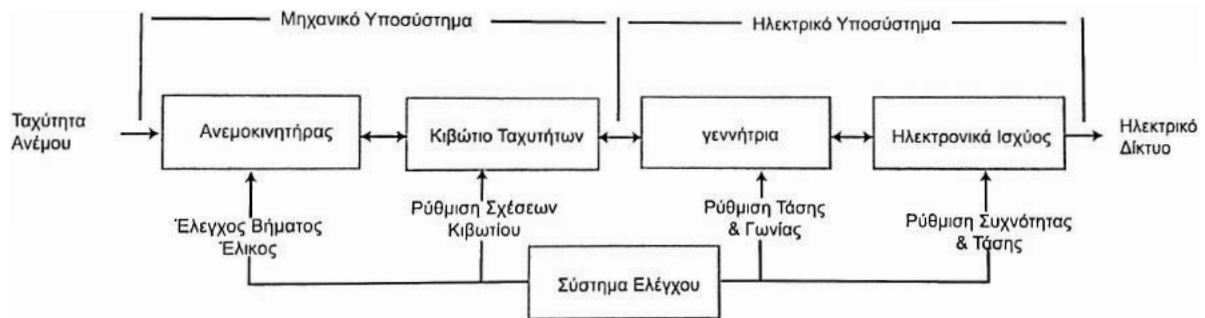 Μηχανικό Υποσύστημα
Ηλεκτρικό Υποσύστημα
Ταχύτητα
Ανέμου
Ανεμοκινητήρας
Κιβώτιο Ταχυτήτων
γεννήτρια
Ηλεκτρονικά Ισχύος
Ηλεκτρικό
Δίκτυο
Έλεγχος Βήματος
Έλικος
Ρύθμιση Σχέσεων
Κιβωτίου
Ρύθμιση Τάσης
& Γωνίας
Ρύθμιση Συχνότητας
& Τάσης
Σύστημα Ελέγχου